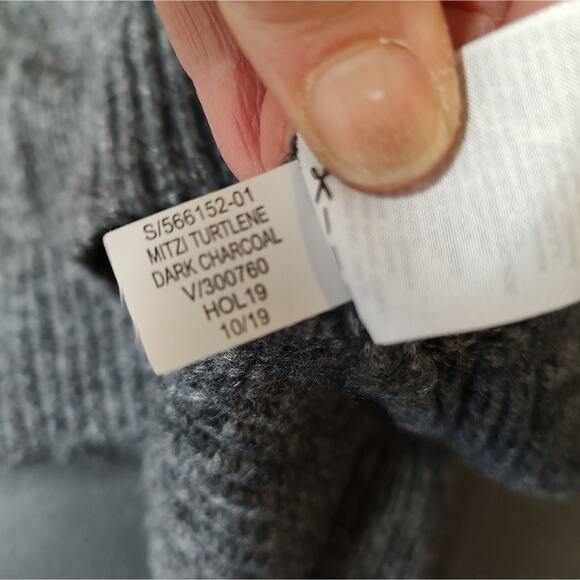 S/566152-01
MITZI TURTLENE
DARK CHARCOAL
V/300760
HOL19
10/19